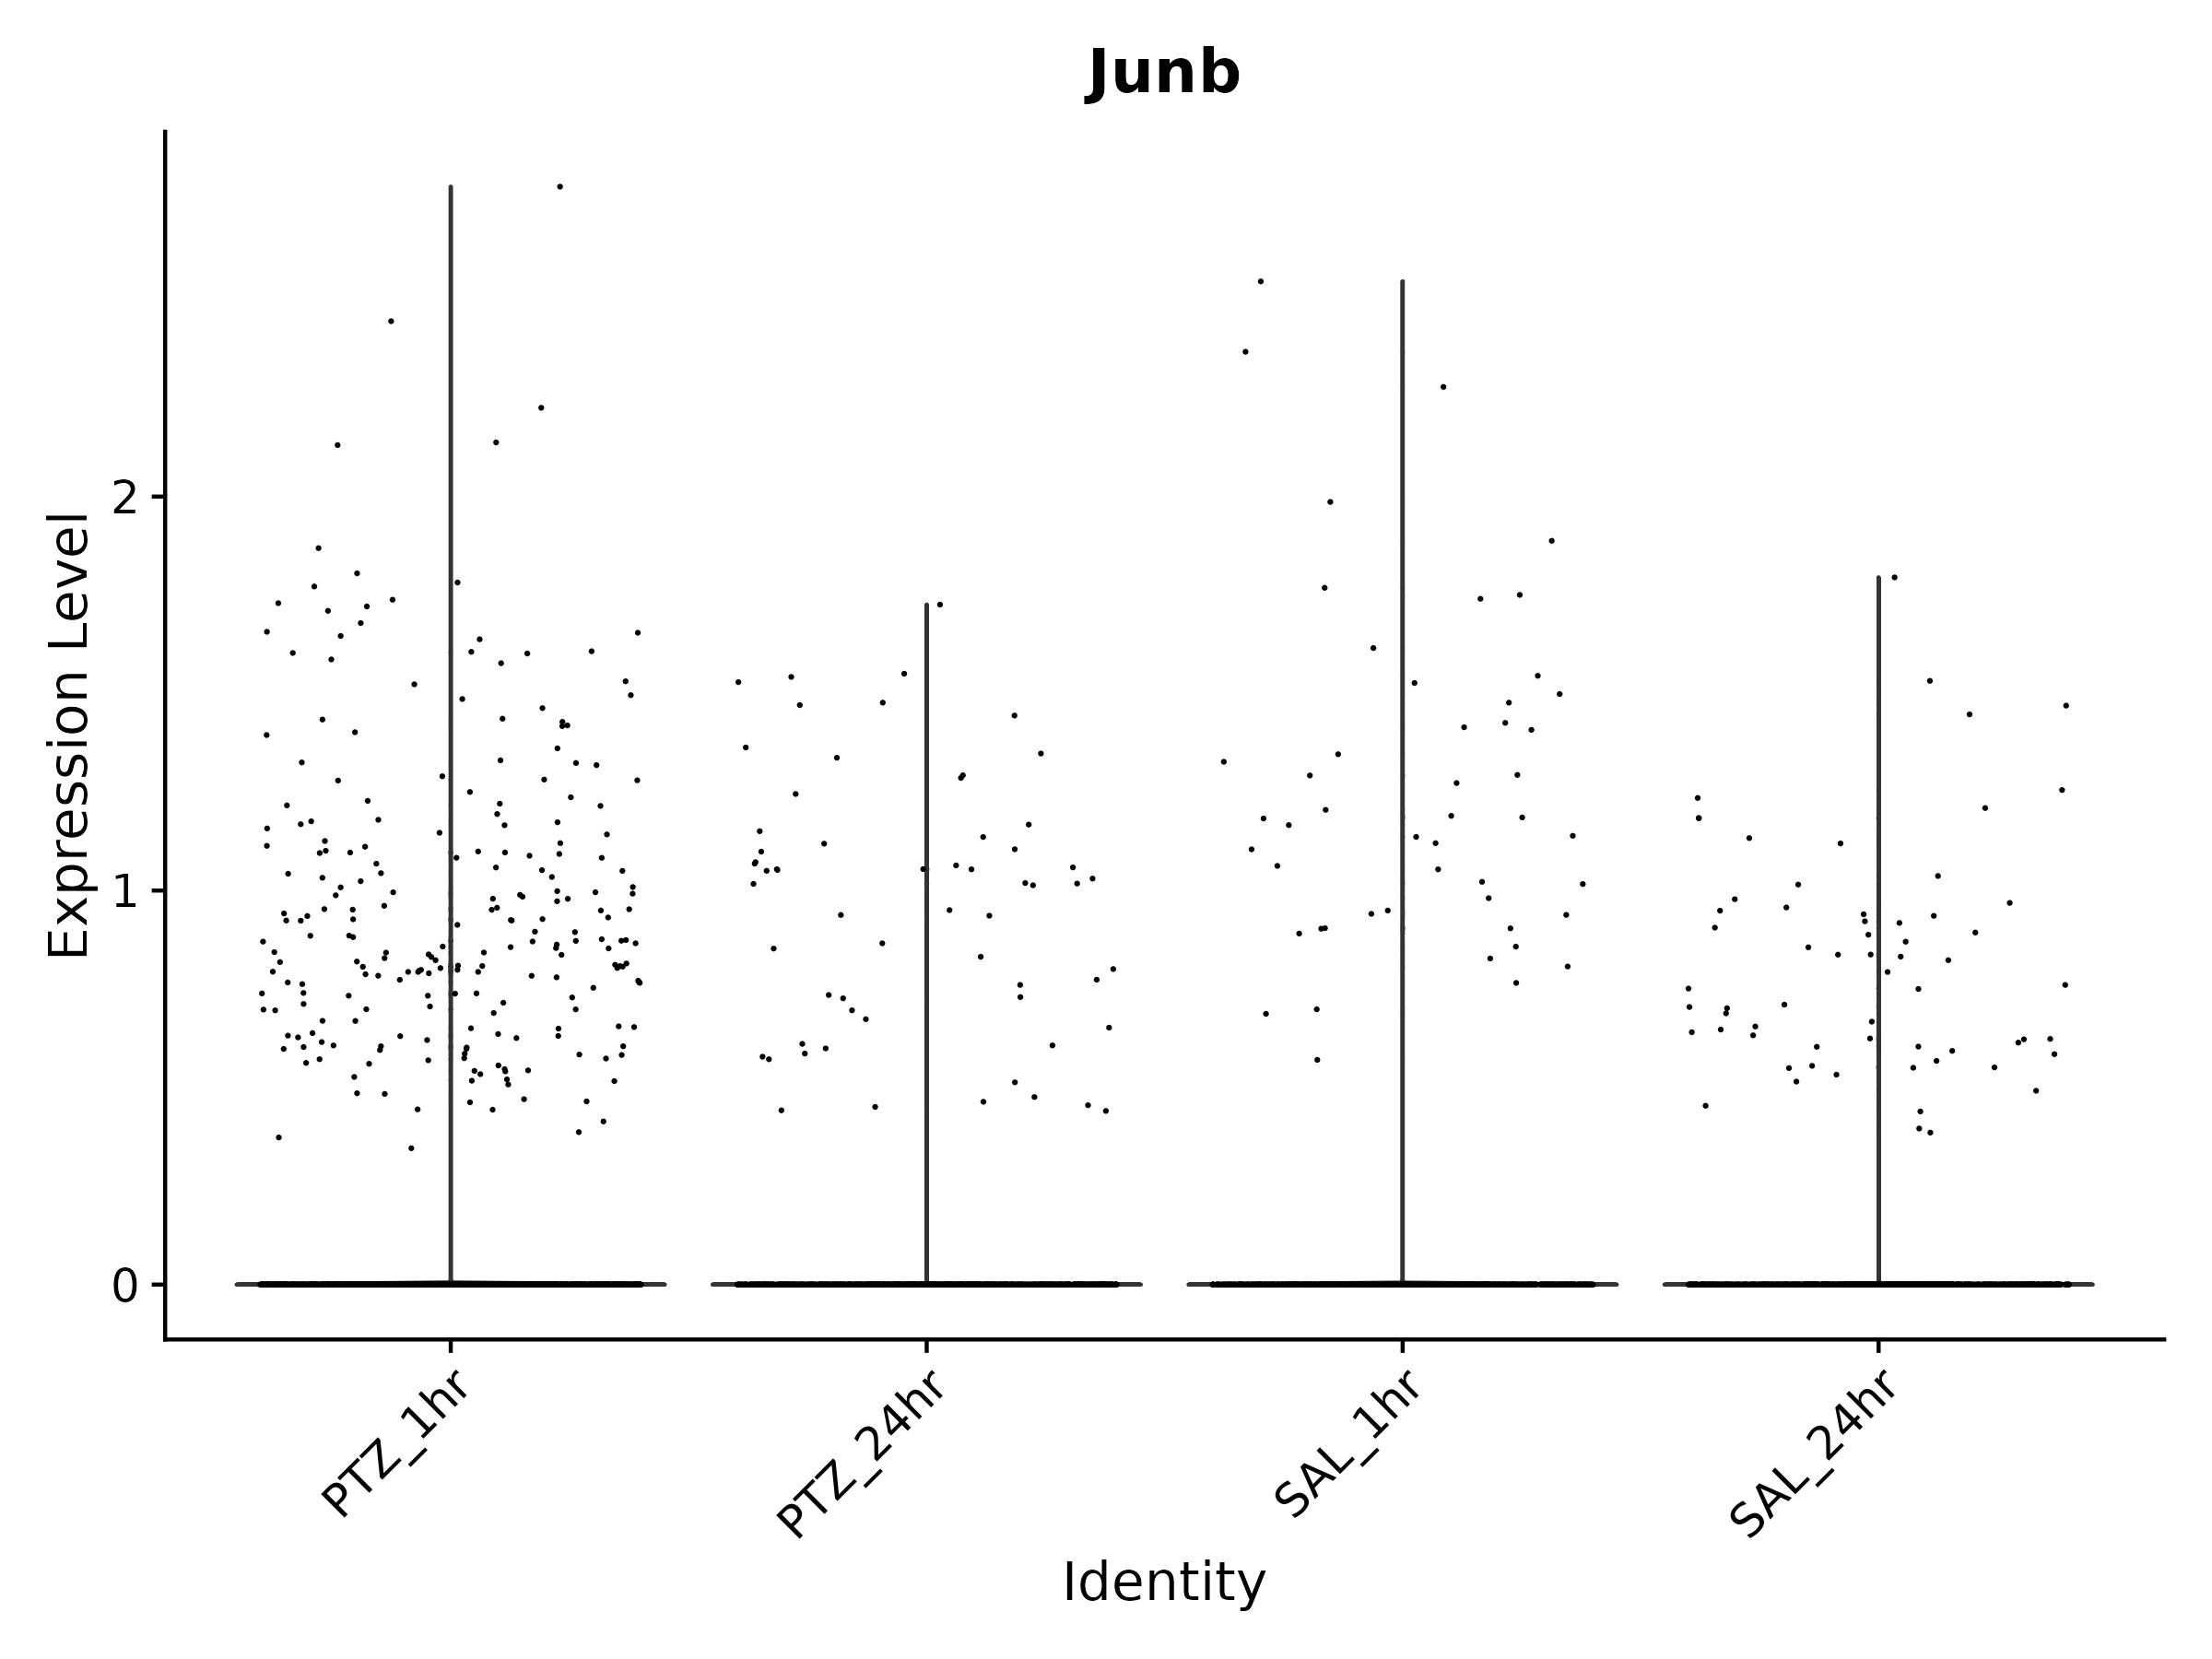 Junb
Expression Level
2
1
0
PTZ_1hr
PTZ_24hr
SAL_1hr
SAL_24hr
Identity